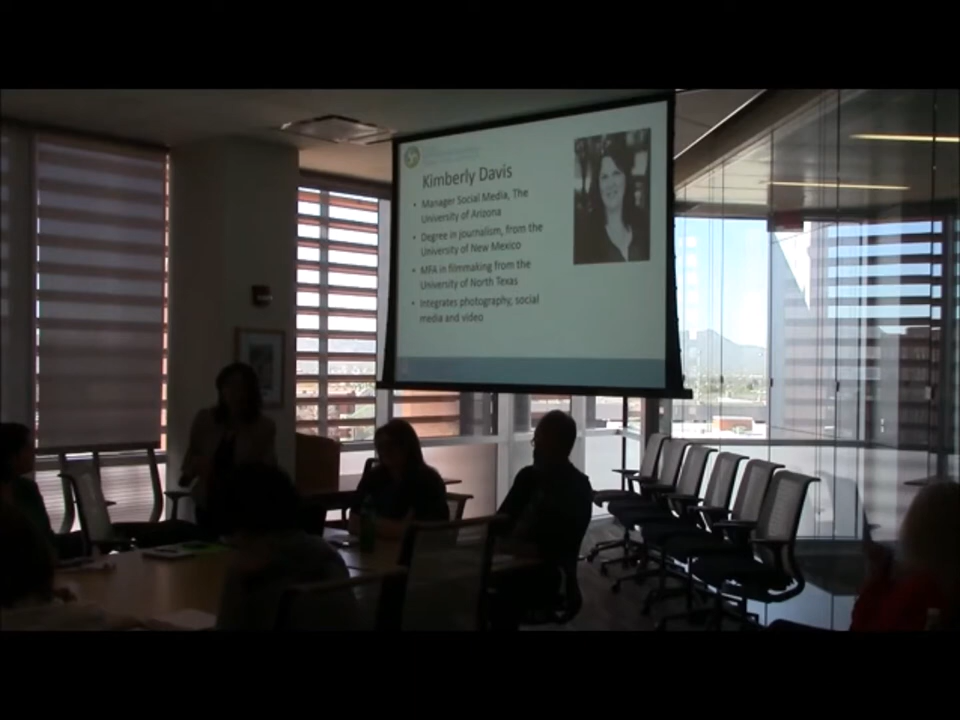 Kimberly Davis
• Manager Social Media, The
University of Arizona
• Degree in journalism, from the
University of New Mexico
• MFA in filmmaking from the
University of North Texas
• Integrates photography, social
media and video